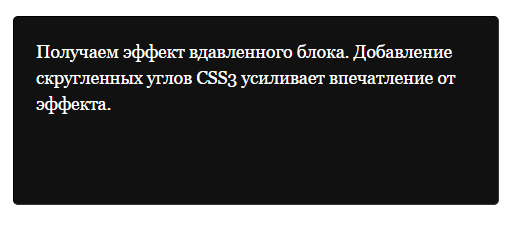 Получаем эффект вдавленного блока. Добавление
скругленных углов CSS3 усиливает впечатление от
эффекта.